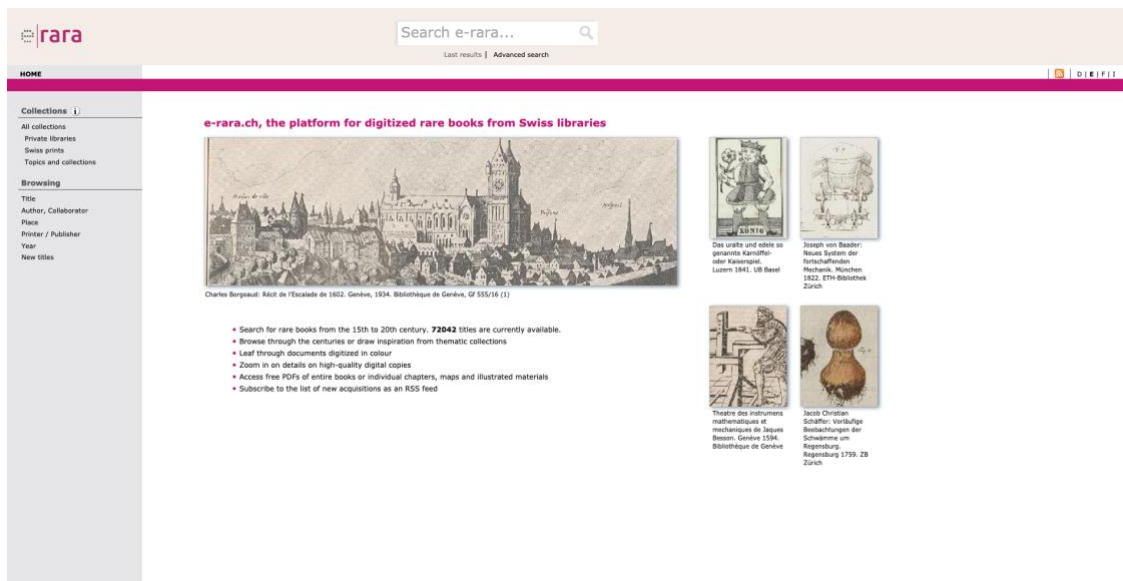 e|rara
Search e-rara...
Last results | Advanced search
HOME
D | E | F | I
Collections i
All collections
Private libraries
Swiss prints
Topics and collections
Browsing
Title
Author, Collaborator
Place
Printer / Publisher
Year
New titles
e-rara.ch, the platform for digitized rare books from Swiss libraries
Charles Borgeaud: Récit de l'Escalade de 1602. Genève, 1934. Bibliothèque de Genève, Gf 555/16 (1)
• Search for rare books from the 15th to 20th century. 72042 titles are currently available.
• Browse through the centuries or draw inspiration from thematic collections
• Leaf through documents digitized in colour
• Zoom in on details on high-quality digital copies
• Access free PDFs of entire books or individual chapters, maps and illustrated materials
• Subscribe to the list of new acquisitions as an RSS feed
KÖNIG
Das uralte und edele so
genannte Karnöffel-
oder Kaiserspiel.
Luzern 1841. UB Basel
Joseph von Baader:
Neues System der
fortschaffenden
Mechanik. München
1822. ETH-Bibliothek
Zürich
Theatre des instrumens
mathematiques et
mechaniques de Jaques
Besson. Genève 1594.
Bibliothèque de Genève
Jacob Christian
Schäffer: Vorläufige
Beobachtungen der
Schwämme um
Regensburg.
Regensburg 1759. ZB
Zürich